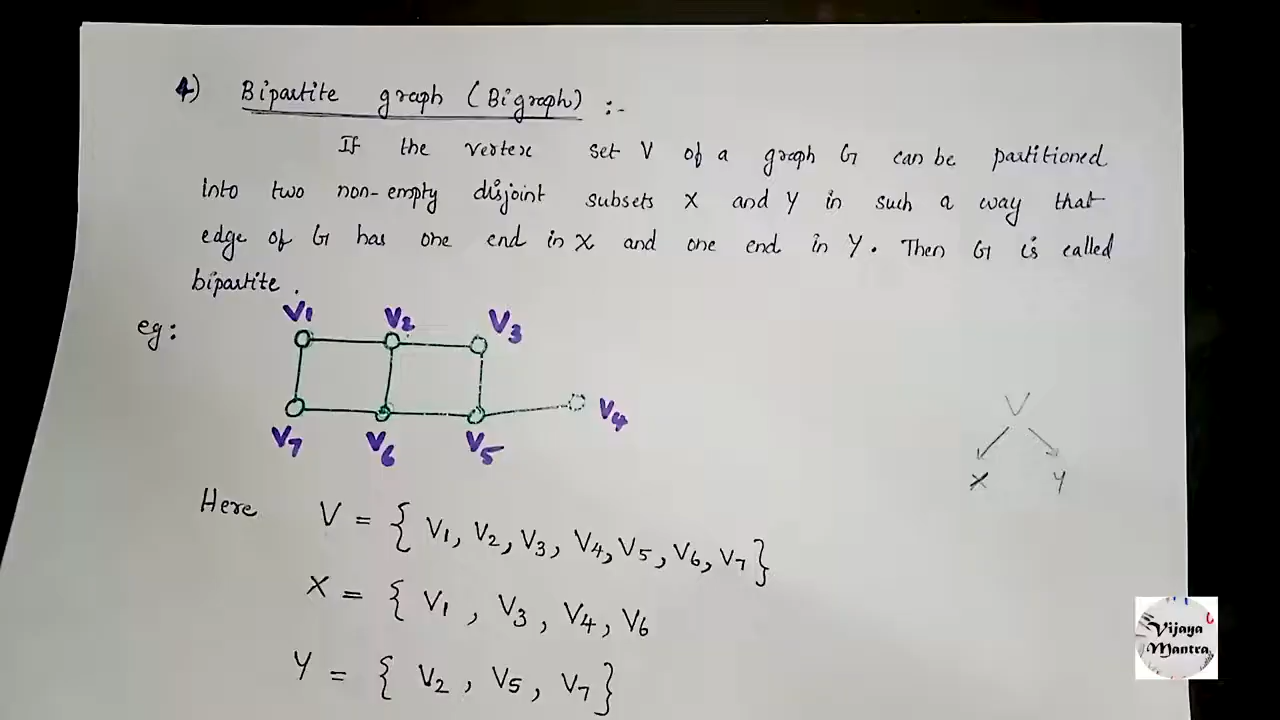 4) Bipartite graph (Bigraph) :-
If the vertex set V of a graph G can be partitioned
into two non-empty disjoint subsets X and Y in such a way that
edge of G has one end in X and one end in Y. Then G is called
bipartite.
eg:
V1 V2 V3
V4
V7 V6 V5
V
X Y
Here V = { V1, V2, V3, V4, V5, V6, V7 }
X = { V1, V3, V4, V6
Y = { V2, V5, V7 }
Vijaya
Mantra